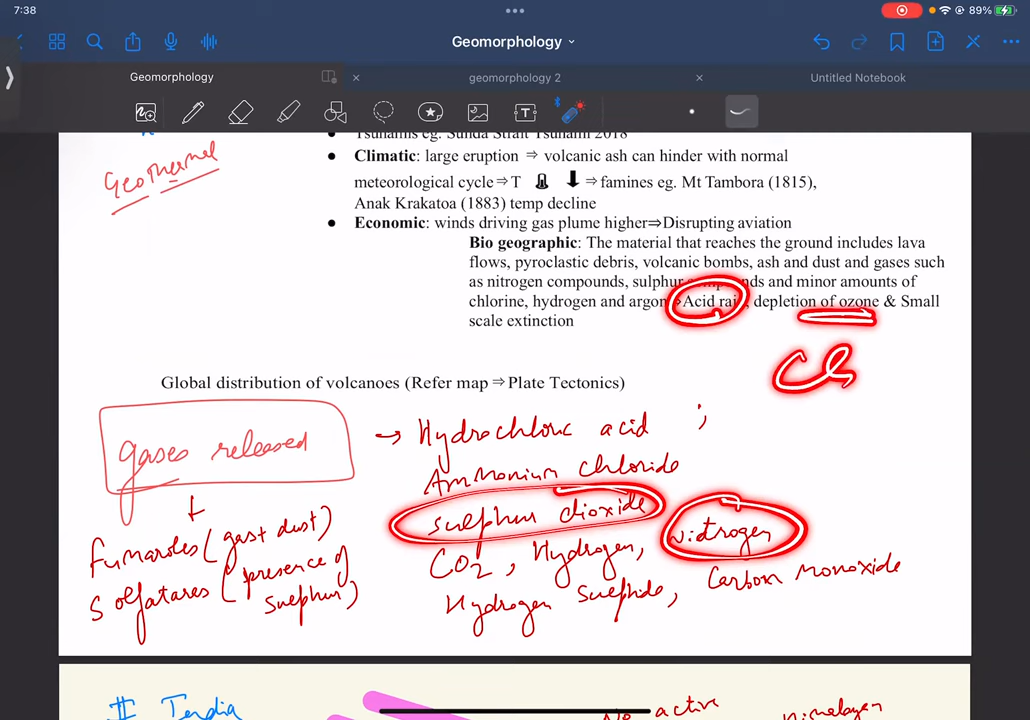 7:38
89%
Geomorphology
Geomorphology
geomorphology 2
Untitled Notebook
Tsunamis eg. Sunda Strait Tsunami 2018
Geothermel
Climatic: large eruption ⇒ volcanic ash can hinder with normal
meteorological cycle⇒T ⇒famines eg. Mt Tambora (1815),
Anak Krakatoa (1883) temp decline
Economic: winds driving gas plume higher⇒Disrupting aviation
Bio geographic: The material that reaches the ground includes lava
flows, pyroclastic debris, volcanic bombs, ash and dust and gases such
as nitrogen compounds, sulphur compounds and minor amounts of
chlorine, hydrogen and argon⇒Acid rain, depletion of ozone & Small
scale extinction
Global distribution of volcanoes (Refer map ⇒Plate Tectonics)
gases released
→ Hydrochloric acid ;
Ammonium chloride
Sulphur dioxide
Nitrogen
CO2, Hydrogen,
Carbon monoxide
Hydrogen Sulphide,
fumaroles (gas+ dust)
Solfatares (presence of
sulphur)
# India
No active
Himalayan